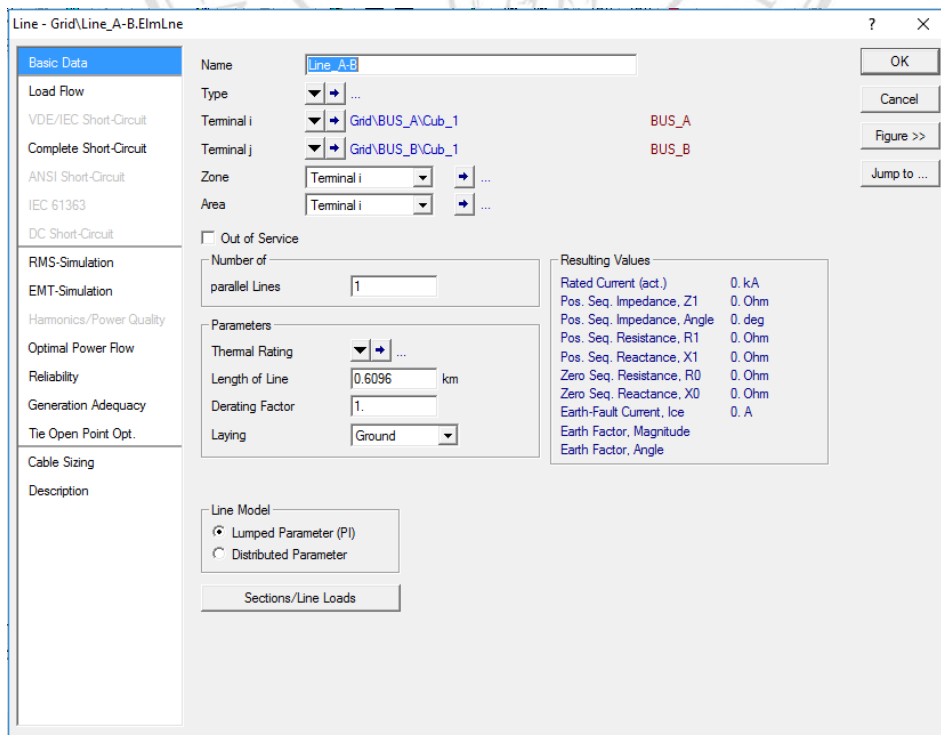 Line - Grid\Line_A-B.ElmLne ?
Basic Data
Load Flow
VDE/IEC Short-Circuit
Complete Short-Circuit
ANSI Short-Circuit
IEC 61363
DC Short-Circuit
RMS-Simulation
EMT-Simulation
Harmonics/Power Quality
Optimal Power Flow
Reliability
Generation Adequacy
Tie Open Point Opt.
Cable Sizing
Description
Name Line_A-B
Type ...
Terminal i Grid\BUS_A\Cub_1 BUS_A
Terminal j Grid\BUS_B\Cub_1 BUS_B
Zone Terminal i ...
Area Terminal i ...
Out of Service
Number of
parallel Lines 1
Parameters
Thermal Rating ...
Length of Line 0.6096 km
Derating Factor 1.
Laying Ground
Resulting Values
Rated Current (act.) 0. kA
Pos. Seq. Impedance, Z1 0. Ohm
Pos. Seq. Impedance, Angle 0. deg
Pos. Seq. Resistance, R1 0. Ohm
Pos. Seq. Reactance, X1 0. Ohm
Zero Seq. Resistance, R0 0. Ohm
Zero Seq. Reactance, X0 0. Ohm
Earth-Fault Current, Ice 0. A
Earth Factor, Magnitude
Earth Factor, Angle
Line Model
Lumped Parameter (PI)
Distributed Parameter
Sections/Line Loads
OK
Cancel
Figure >>
Jump to ...